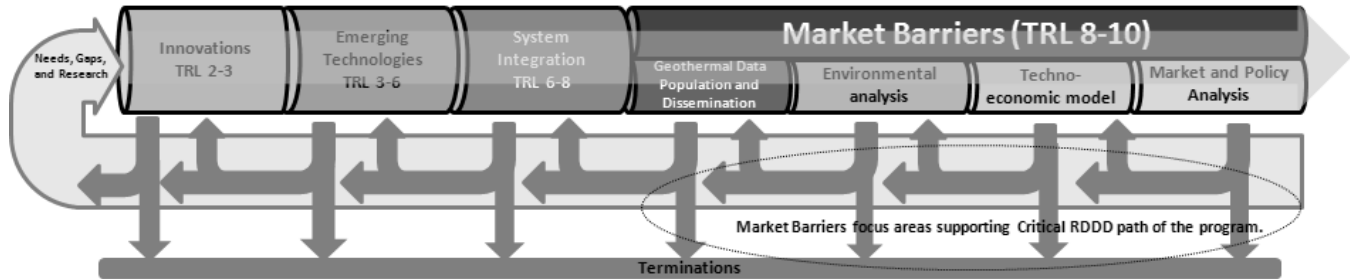 Needs, Gaps,
and Research
Innovations
TRL 2-3
Emerging
Technologies
TRL 3-6
System
Integration
TRL 6-8
Market Barriers (TRL 8-10)
Geothermal Data
Population and
Dissemination
Environmental
analysis
Techno-
economic model
Market and Policy
Analysis
Market Barriers focus areas supporting Critical RDDD path of the program.
Terminations